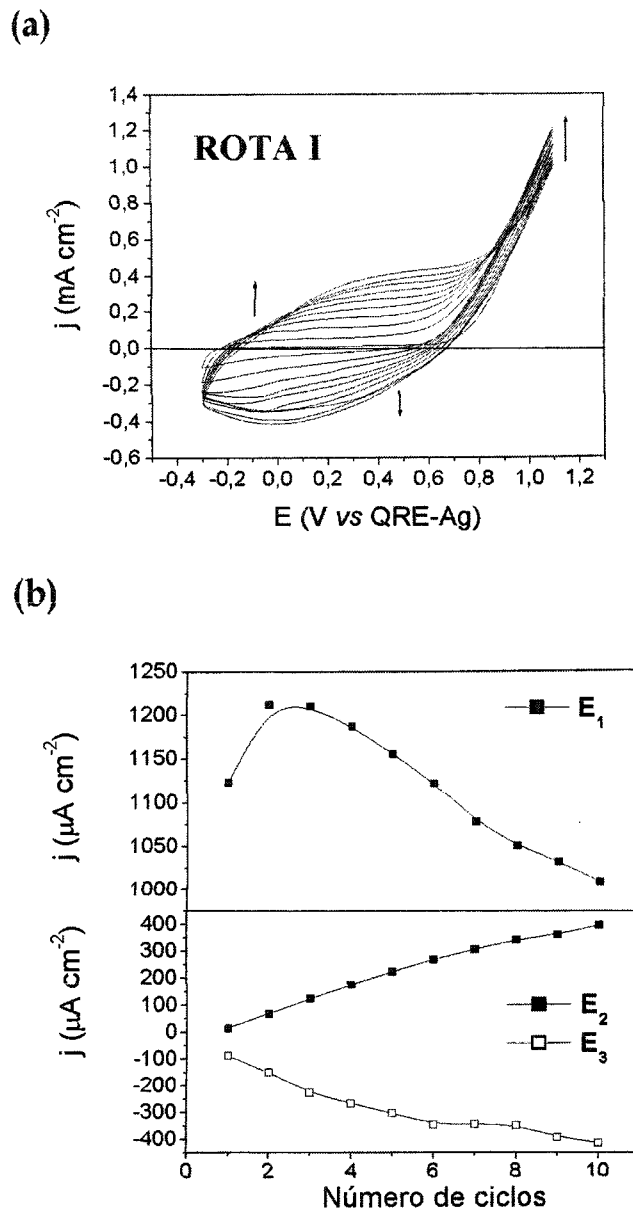 (a)
1,4
1,2
1,0
0,8
0,6
0,4
0,2
0,0
-0,2
-0,4
-0,6
j (mA cm-2)
ROTA I
-0,4 -0,2 0,0 0,2 0,4 0,6 0,8 1,0 1,2
E (V vs QRE-Ag)
(b)
1250
1200
1150
1100
1050
1000
j (µA cm-2)
E1
400
300
200
100
0
-100
-200
-300
-400
j (µA cm-2)
E2
E3
0 2 4 6 8 10
Número de ciclos